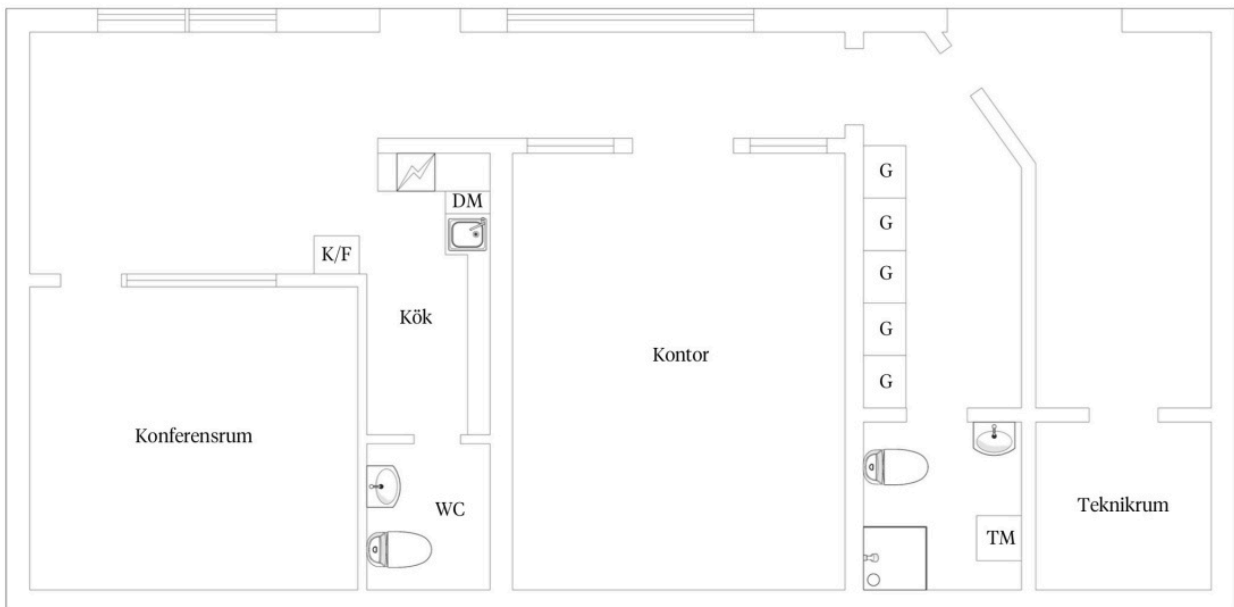 G
DM
G
K/F
G
Kök
G
Kontor
G
Konferensrum
WC
Teknikrum
TM